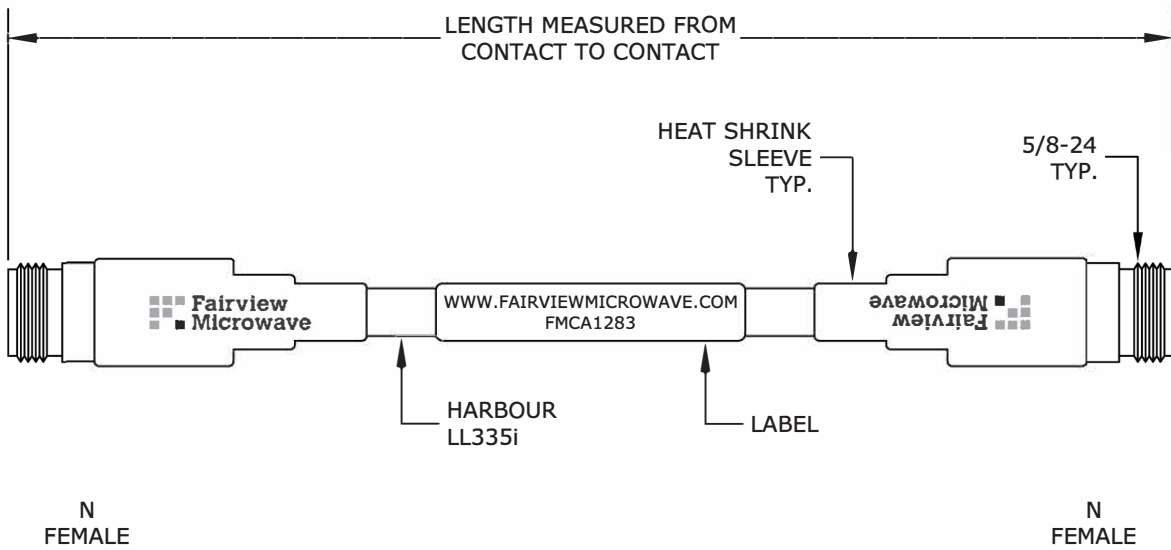 LENGTH MEASURED FROM
CONTACT TO CONTACT
HEAT SHRINK
SLEEVE
TYP.
5/8-24
TYP.
Fairview
Microwave
WWW.FAIRVIEWMICROWAVE.COM
FMCA1283
Fairview
Microwave
HARBOUR
LL335i
LABEL
N
FEMALE
N
FEMALE